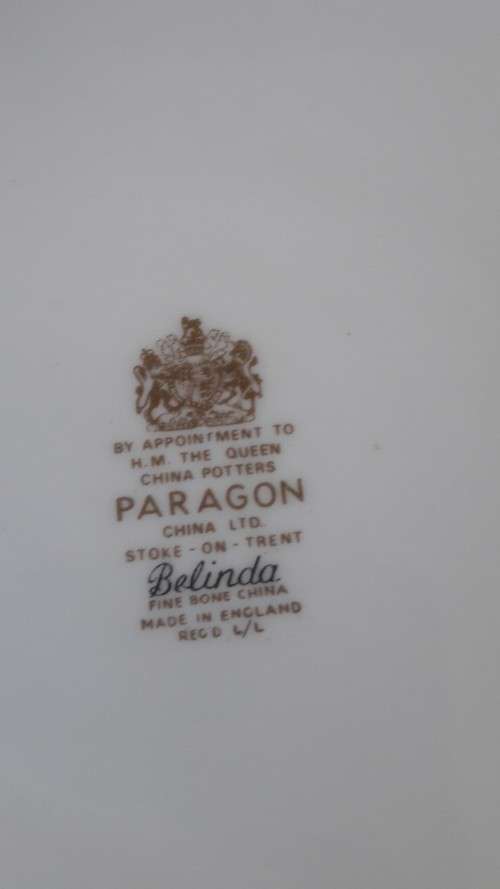 BY APPOINTMENT TO
H.M. THE QUEEN
CHINA POTTERS
PARAGON
CHINA LTD.
STOKE - ON - TRENT
Belinda
FINE BONE CHINA
MADE IN ENGLAND
REG'D L/L